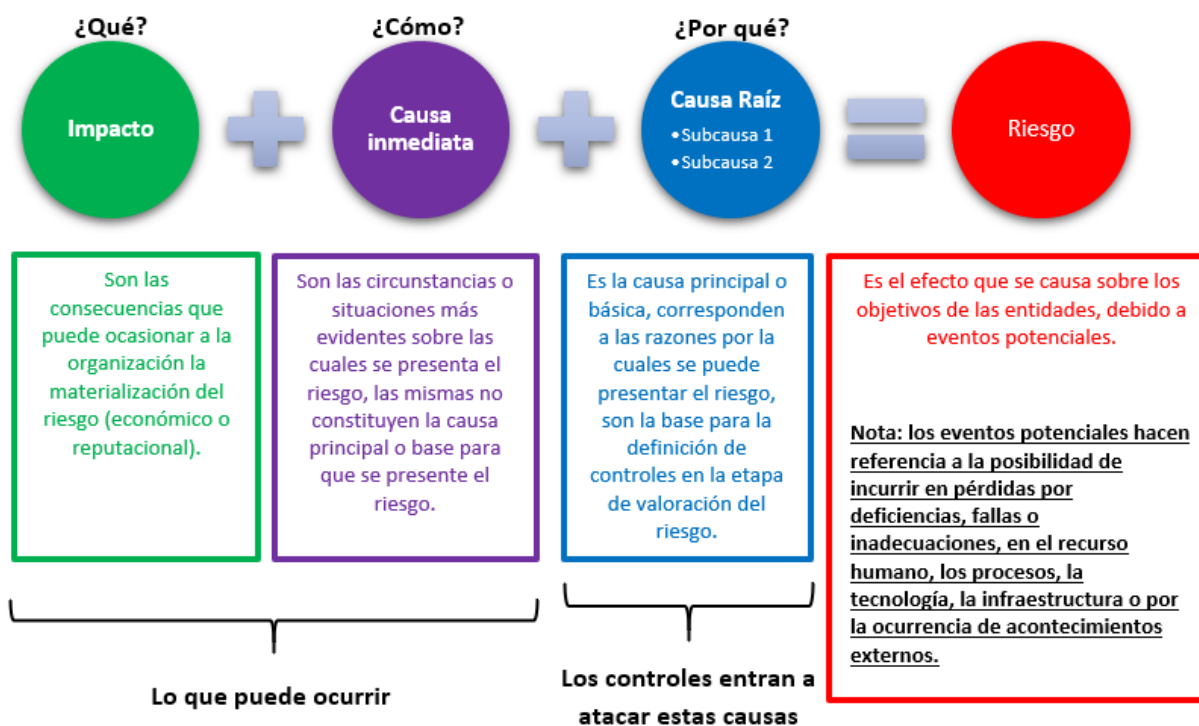 ¿Qué?
¿Cómo?
¿Por qué?
Impacto
Causa
inmediata
Causa Raíz
•Subcausa 1
•Subcausa 2
Riesgo
Son las
consecuencias que
puede ocasionar a la
organización la
materialización del
riesgo (económico o
reputacional).
Son las circunstancias o
situaciones más
evidentes sobre las
cuales se presenta el
riesgo, las mismas no
constituyen la causa
principal o base para
que se presente el
riesgo.
Es la causa principal o
básica, corresponden
a las razones por la
cuales se puede
presentar el riesgo,
son la base para la
definición de
controles en la etapa
de valoración del
riesgo.
Es el efecto que se causa sobre los
objetivos de las entidades, debido a
eventos potenciales.
Nota: los eventos potenciales hacen
referencia a la posibilidad de
incurrir en pérdidas por
deficiencias, fallas o
inadecuaciones, en el recurso
humano, los procesos, la
tecnología, la infraestructura o por
la ocurrencia de acontecimientos
externos.
Lo que puede ocurrir
Los controles entran a
atacar estas causas